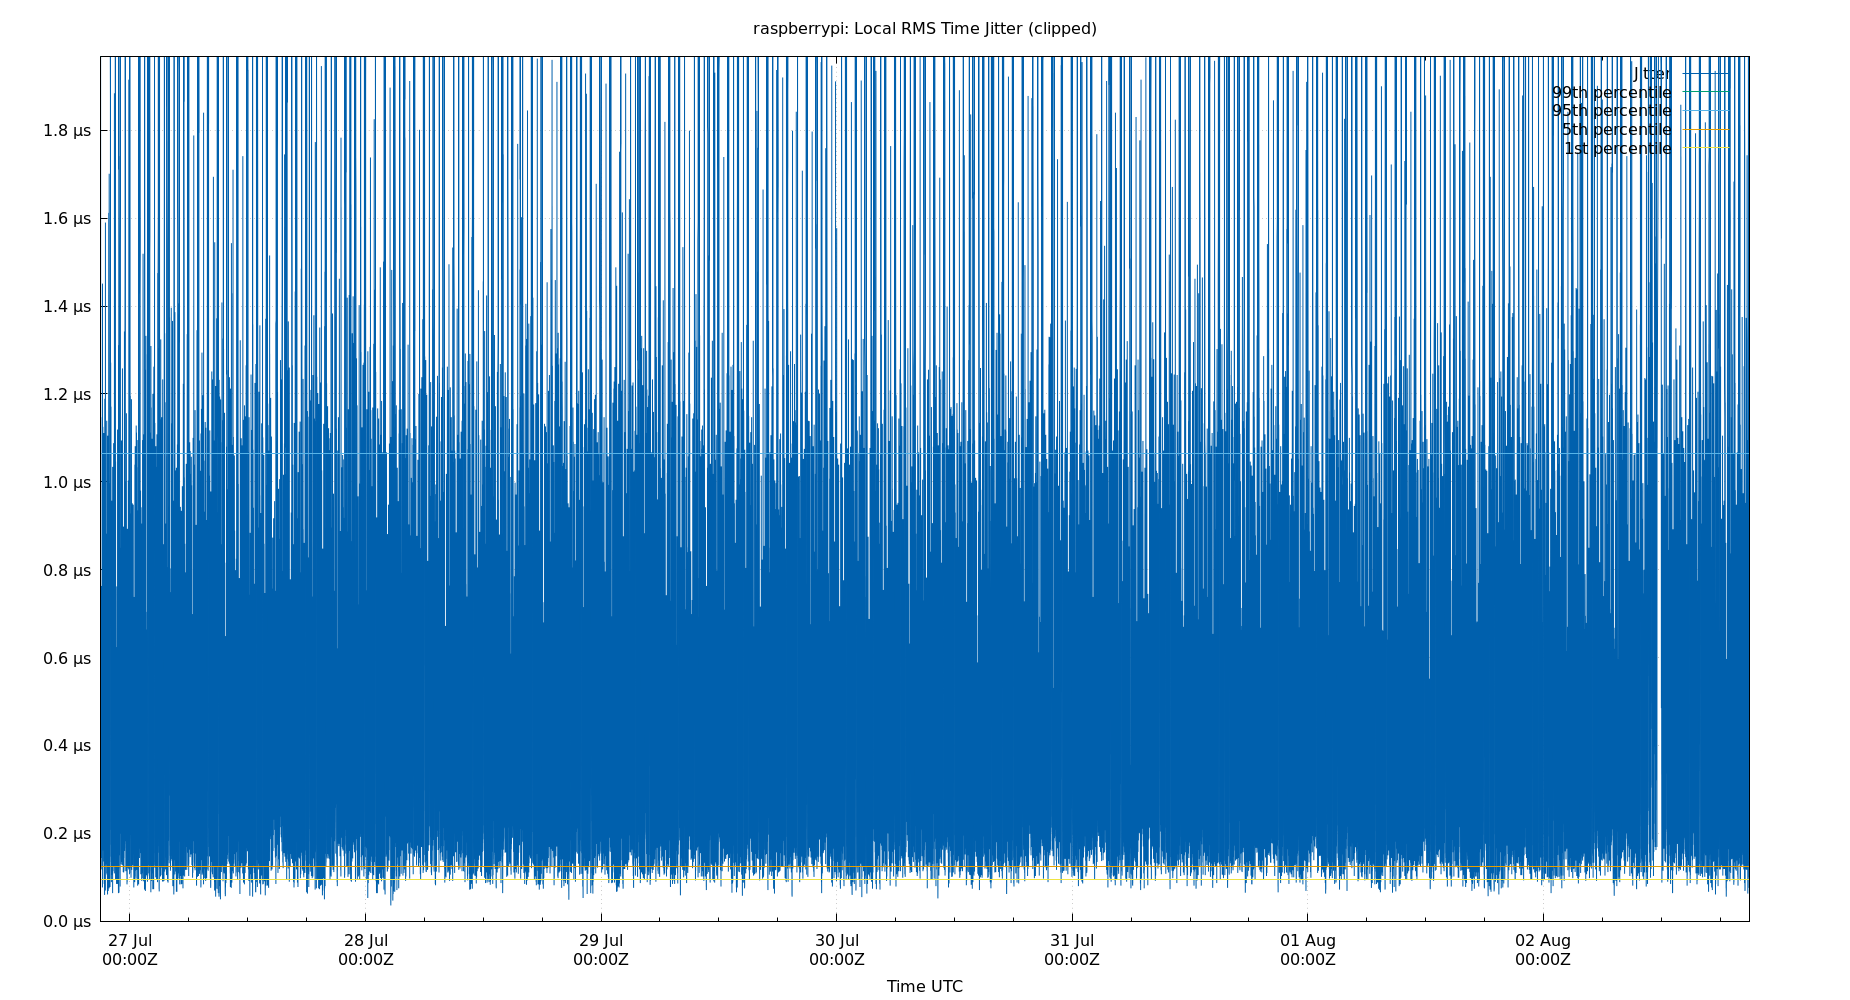 raspberrypi: Local RMS Time Jitter (clipped)
Jitter
99th percentile
95th percentile
5th percentile
1st percentile
1.8 µs
1.6 µs
1.4 µs
1.2 µs
1.0 µs
0.8 µs
0.6 µs
0.4 µs
0.2 µs
0.0 µs
27 Jul 28 Jul 29 Jul 30 Jul 31 Jul 01 Aug 02 Aug
00:00Z 00:00Z 00:00Z 00:00Z 00:00Z 00:00Z 00:00Z
Time UTC